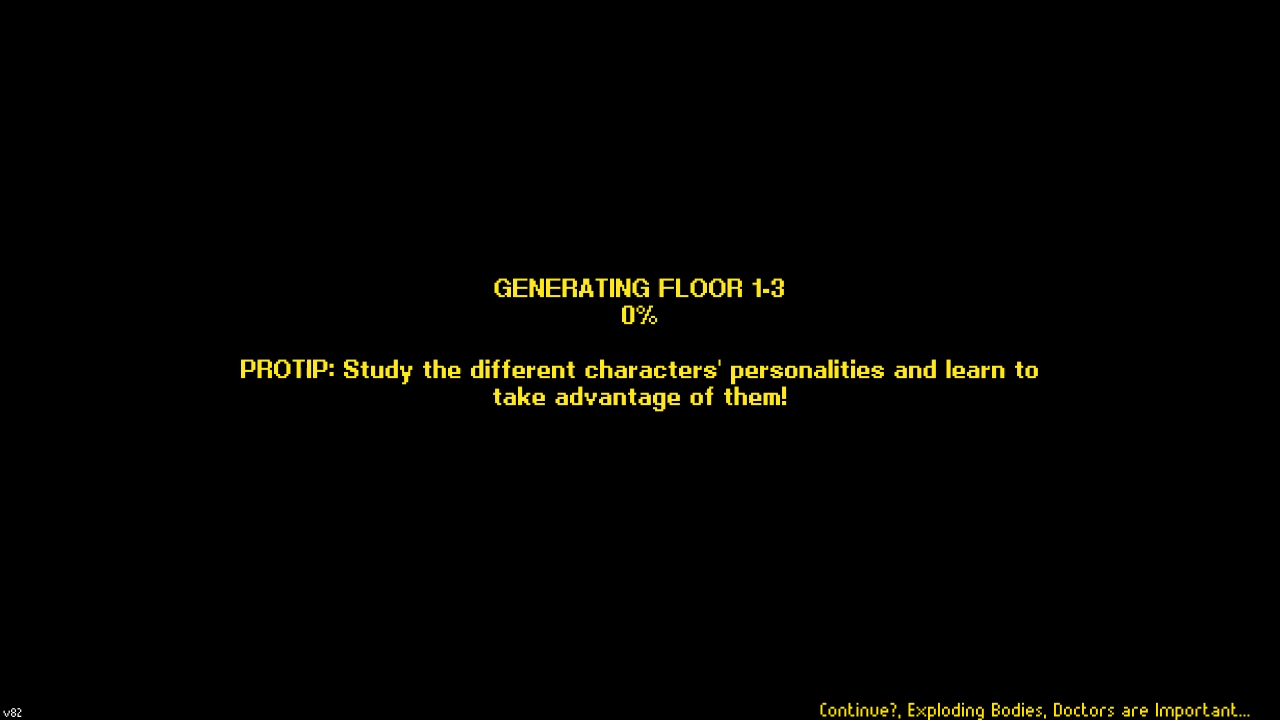 GENERATING FLOOR 1-3
0%
PROTIP: Study the different characters' personalities and learn to
take advantage of them!
v82
Continue?, Exploding Bodies, Doctors are Important...